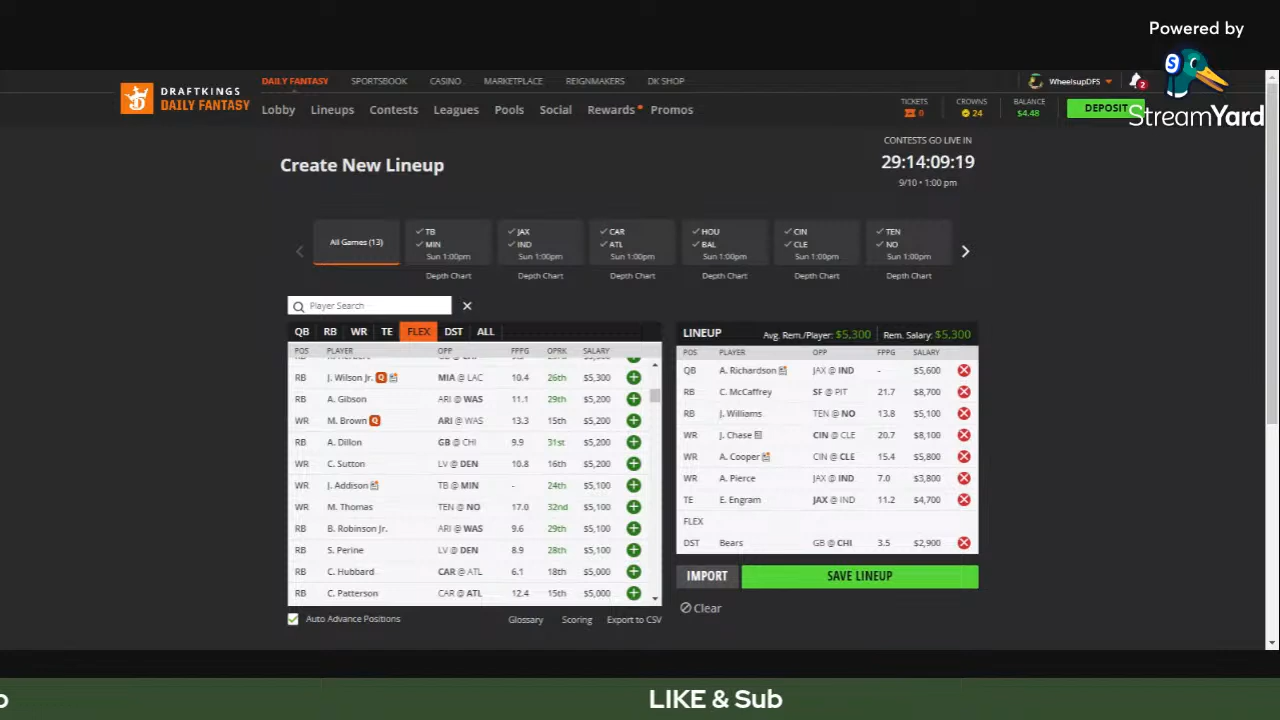 Powered by
StreamYard
DRAFTKINGS
DAILY FANTASY
DAILY FANTASY SPORTSBOOK CASINO MARKETPLACE REIGNMAKERS DK SHOP
WheelsupDFS
2
Lobby Lineups Contests Leagues Pools Social Rewards Promos
TICKETS CROWNS BALANCE
0 24 $4.48
DEPOSIT
Create New Lineup
CONTESTS GO LIVE IN
29:14:09:19
9/10 • 1:00 pm
All Games (13)
TB JAX CAR HOU CIN TEN
MIN IND ATL BAL CLE NO
Sun 1:00pm Sun 1:00pm Sun 1:00pm Sun 1:00pm Sun 1:00pm Sun 1:00pm
Depth Chart Depth Chart Depth Chart Depth Chart Depth Chart Depth Chart
Player Search
QB RB WR TE FLEX DST ALL
POS PLAYER OPP FPPG OPRK SALARY
RB J. Wilson Jr. Q MIA @ LAC 10.4 26th $5,300
RB A. Gibson ARI @ WAS 11.1 29th $5,200
WR M. Brown Q ARI @ WAS 13.3 15th $5,200
RB A. Dillon GB @ CHI 9.9 31st $5,200
WR C. Sutton LV @ DEN 10.8 16th $5,200
WR J. Addison TB @ MIN - 24th $5,100
WR M. Thomas TEN @ NO 17.0 32nd $5,100
RB B. Robinson Jr. ARI @ WAS 9.6 29th $5,100
RB S. Perine LV @ DEN 8.9 28th $5,100
RB C. Hubbard CAR @ ATL 6.1 18th $5,000
RB C. Patterson CAR @ ATL 12.4 15th $5,000
Auto Advance Positions
Glossary Scoring Export to CSV
LINEUP Avg. Rem./Player: $5,300 Rem. Salary: $5,300
POS PLAYER OPP FPPG SALARY
QB A. Richardson JAX @ IND - $5,600
RB C. McCaffrey SF @ PIT 21.7 $8,700
RB J. Williams TEN @ NO 13.8 $5,100
WR J. Chase CIN @ CLE 20.7 $8,100
WR A. Cooper CIN @ CLE 15.4 $5,800
WR A. Pierce JAX @ IND 7.0 $3,800
TE E. Engram JAX @ IND 11.2 $4,700
FLEX
DST Bears GB @ CHI 3.5 $2,900
IMPORT SAVE LINEUP
Clear
LIKE & Sub